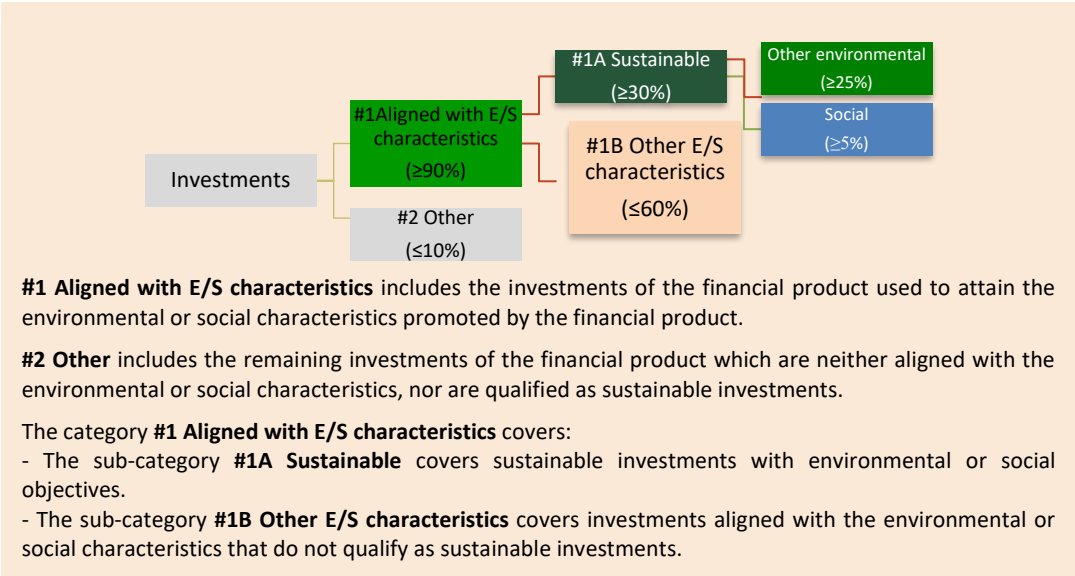 Investments
#1Aligned with E/S
characteristics
(≥90%)
#2 Other
(≤10%)
#1A Sustainable
(≥30%)
#1B Other E/S
characteristics
(≤60%)
Other environmental
(≥25%)
Social
(≥5%)
#1 Aligned with E/S characteristics includes the investments of the financial product used to attain the
environmental or social characteristics promoted by the financial product.
#2 Other includes the remaining investments of the financial product which are neither aligned with the
environmental or social characteristics, nor are qualified as sustainable investments.
The category #1 Aligned with E/S characteristics covers:
- The sub-category #1A Sustainable covers sustainable investments with environmental or social
objectives.
- The sub-category #1B Other E/S characteristics covers investments aligned with the environmental or
social characteristics that do not qualify as sustainable investments.